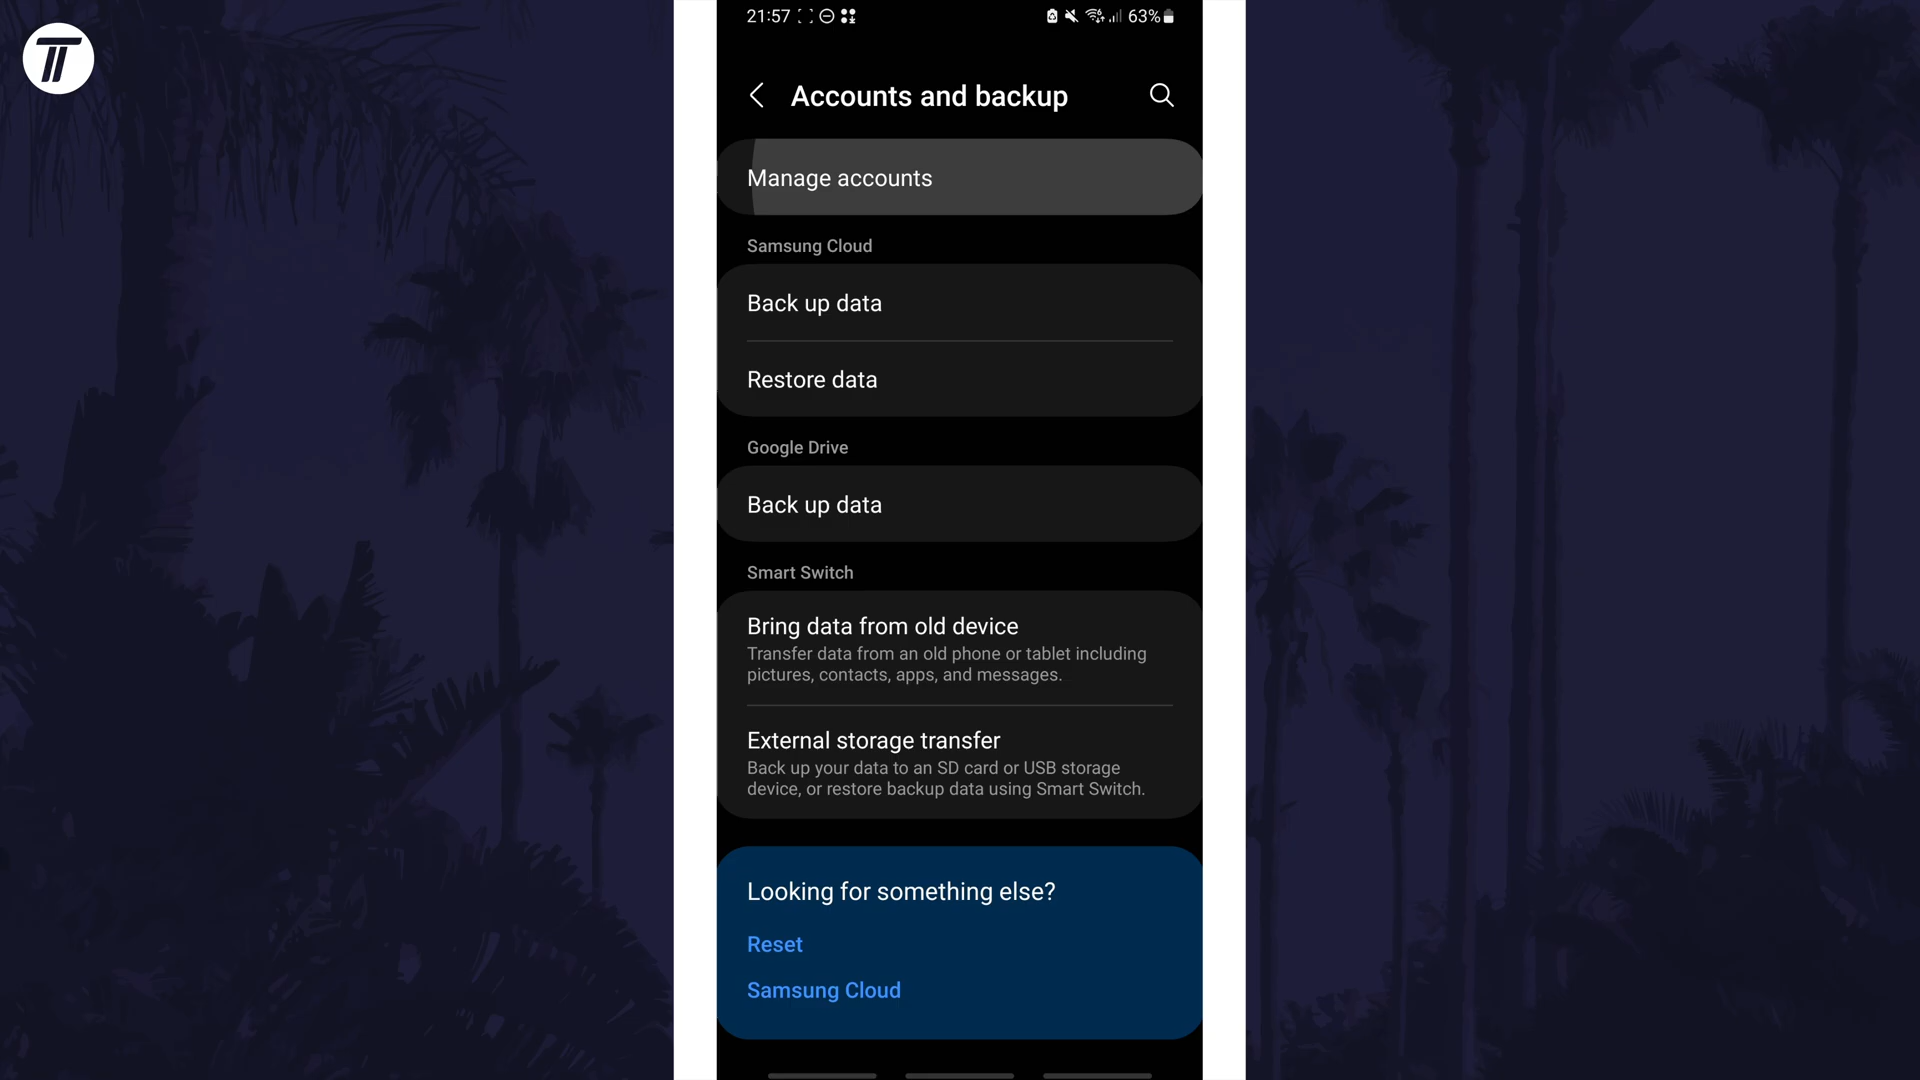 21:57
63%
Accounts and backup
Manage accounts
Samsung Cloud
Back up data
Restore data
Google Drive
Back up data
Smart Switch
Bring data from old device
Transfer data from an old phone or tablet including
pictures, contacts, apps, and messages.
External storage transfer
Back up your data to an SD card or USB storage
device, or restore backup data using Smart Switch.
Looking for something else?
Reset
Samsung Cloud